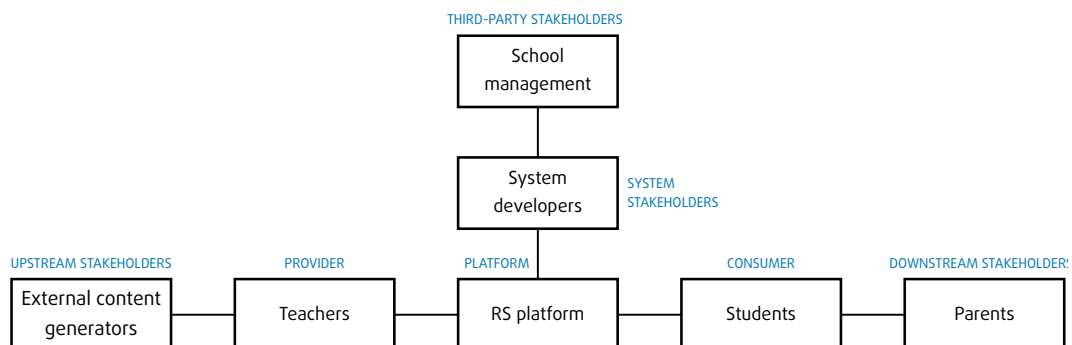 THIRD-PARTY STAKEHOLDERS
School
management
System
developers
SYSTEM
STAKEHOLDERS
UPSTREAM STAKEHOLDERS
PROVIDER
PLATFORM
CONSUMER
DOWNSTREAM STAKEHOLDERS
External content
generators
Teachers
RS platform
Students
Parents